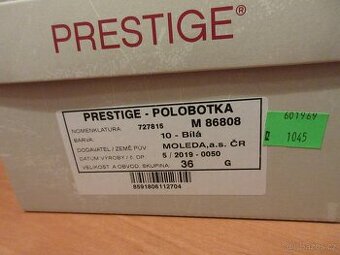 PRESTIGE®
PRESTIGE - POLOBOTKA
NOMENKLATURA: 727815 M 86808
BARVA: 10 - Bílá
DODAVATEL / ZEMĚ PŮV MOLEDA,a.s. ČR
DATUM VÝROBY / č. OP. 5 / 2019 - 0050
VELIKOST A OBVOD. SKUPINA 36 G
8591806112704
601969
1045